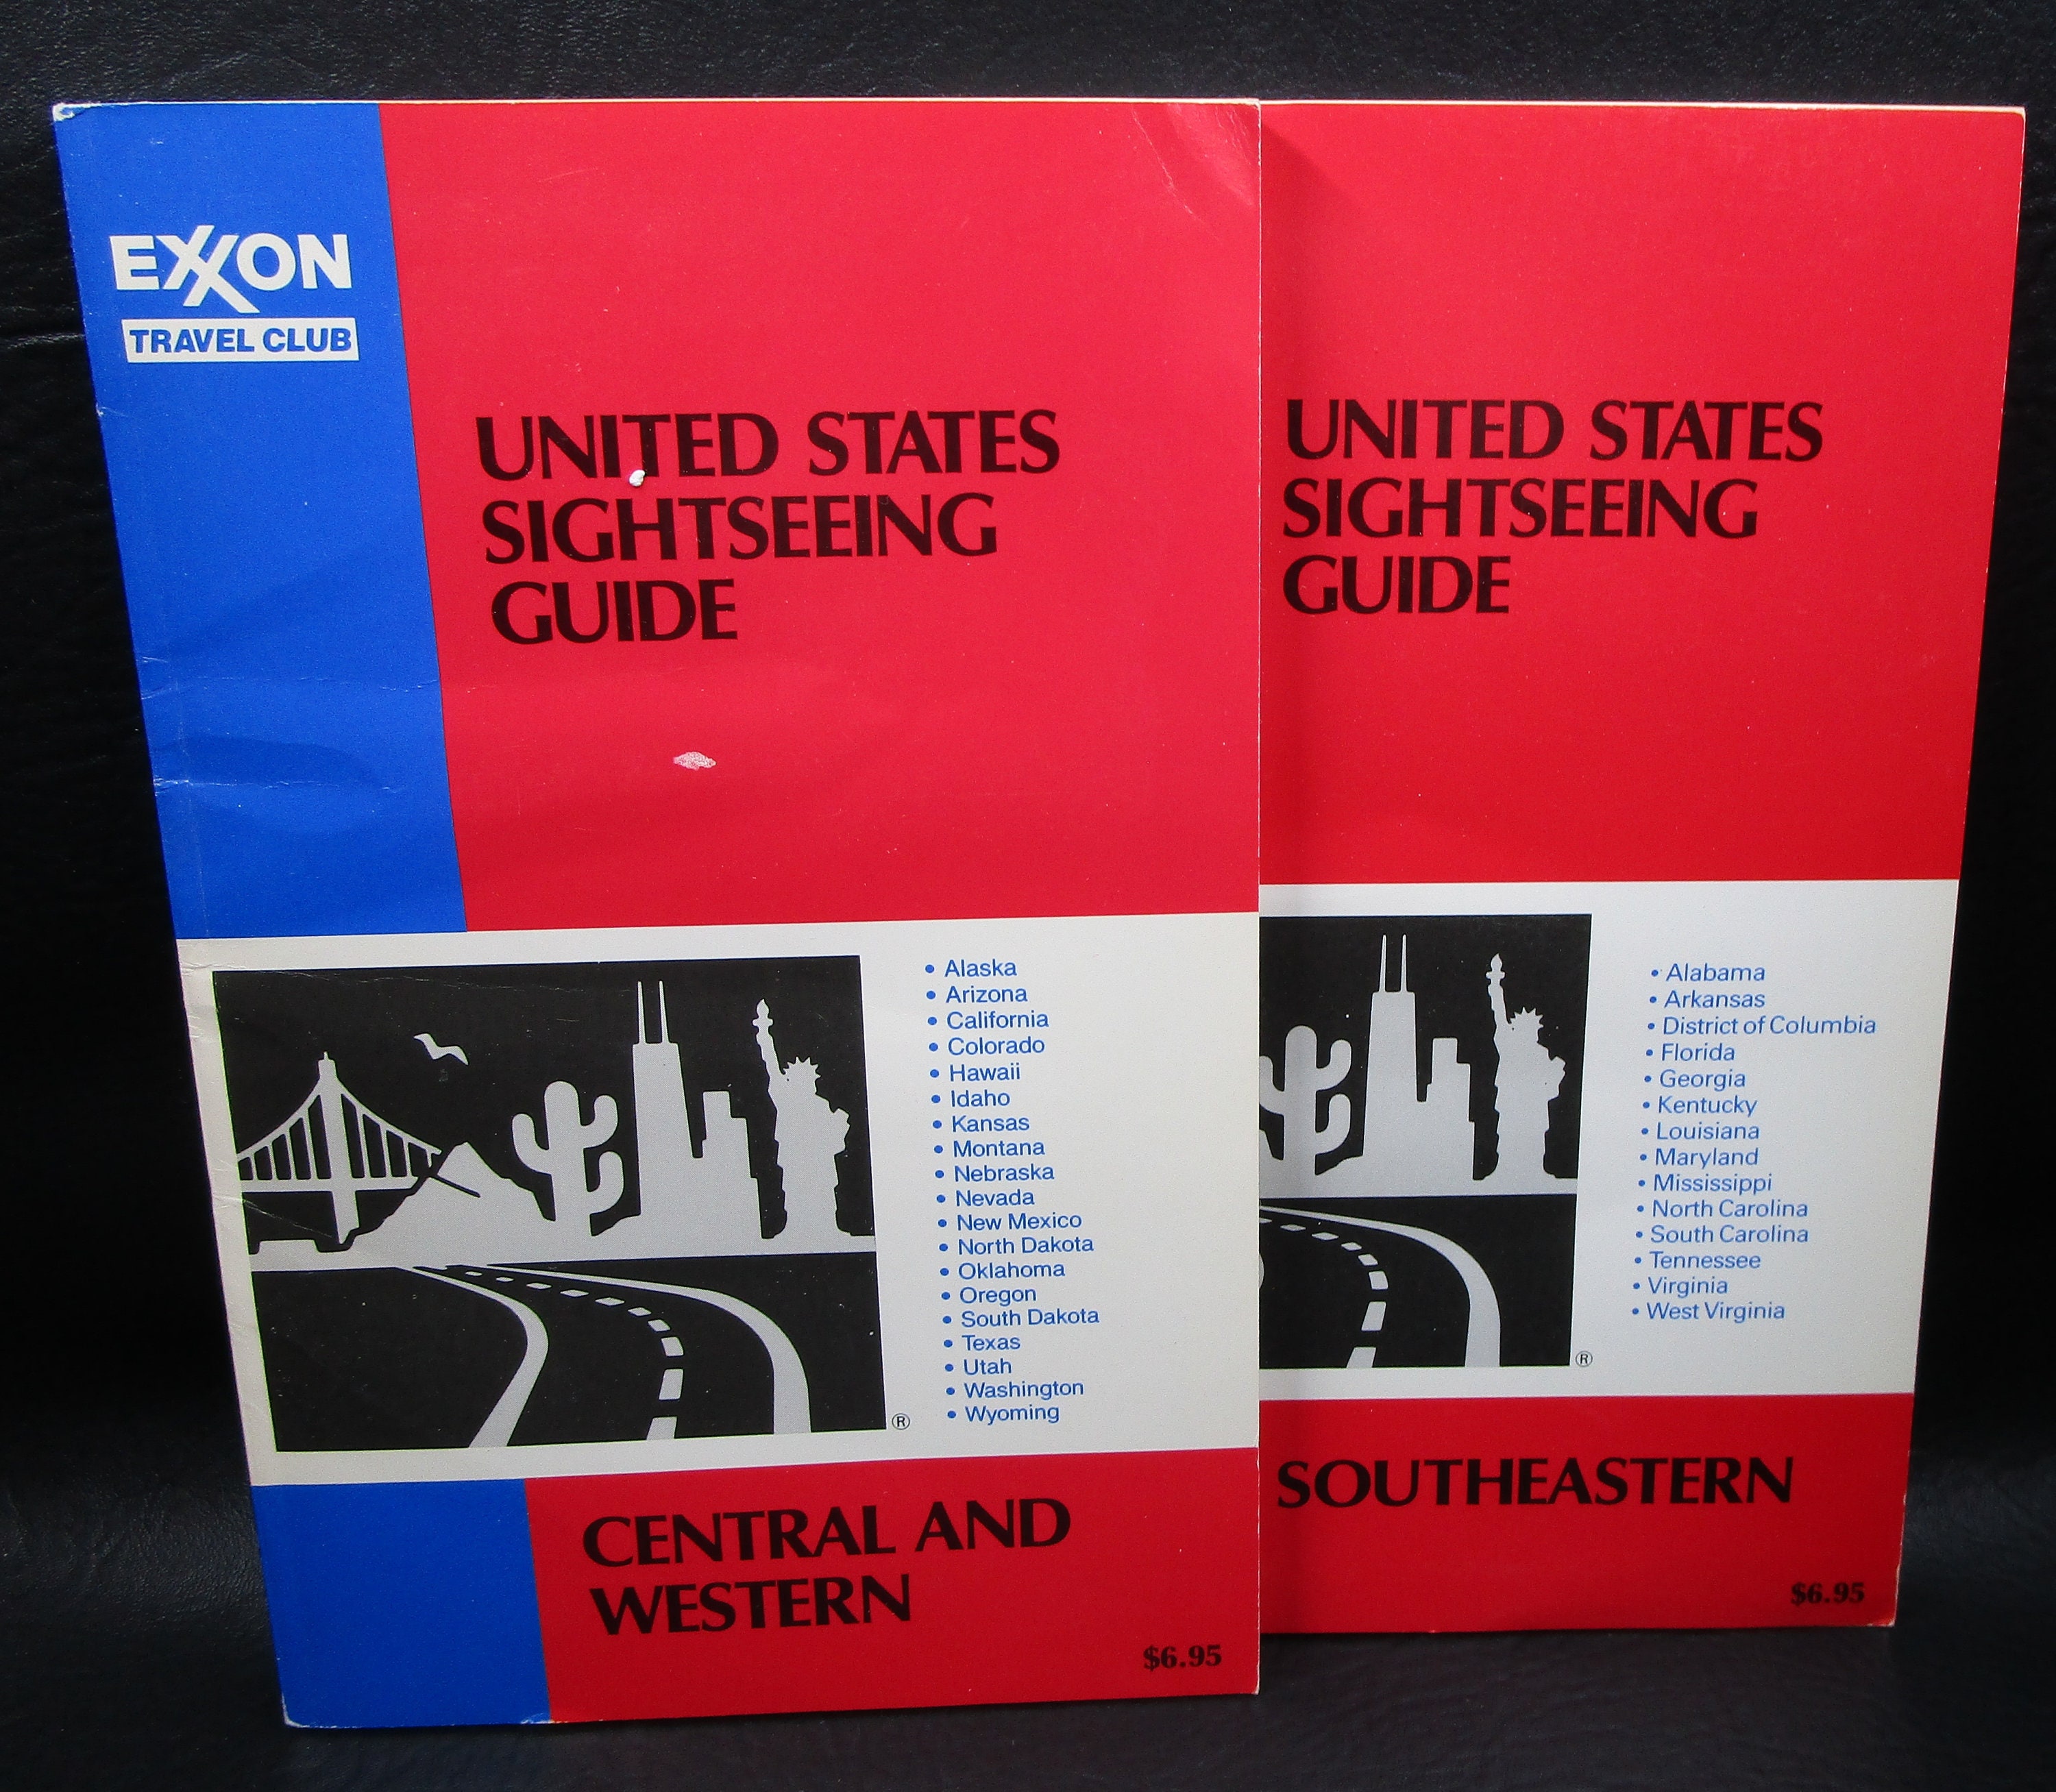 EXXON
TRAVEL CLUB
UNITED STATES
SIGHTSEEING
GUIDE
• Alaska
• Arizona
• California
• Colorado
• Hawaii
• Idaho
• Kansas
• Montana
• Nebraska
• Nevada
• New Mexico
• North Dakota
• Oklahoma
• Oregon
• South Dakota
• Texas
• Utah
• Washington
• Wyoming
®
CENTRAL AND
WESTERN
$6.95
UNITED STATES
SIGHTSEEING
GUIDE
• Alabama
• Arkansas
• District of Columbia
• Florida
• Georgia
• Kentucky
• Louisiana
• Maryland
• Mississippi
• North Carolina
• South Carolina
• Tennessee
• Virginia
• West Virginia
®
SOUTHEASTERN
$6.95